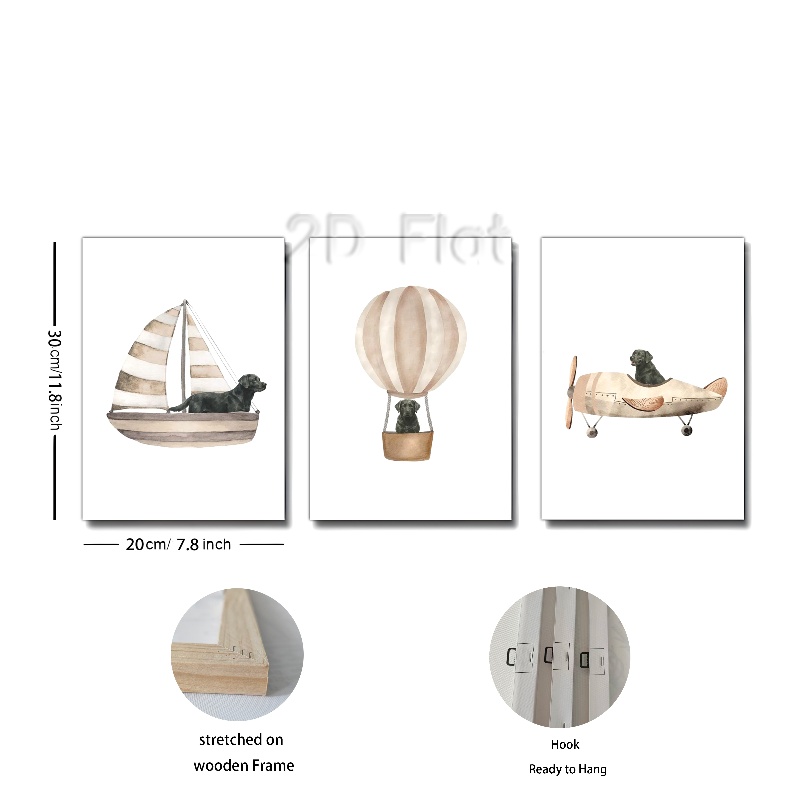 2D Flat
30cm/11.8inch
20cm/ 7.8 inch
stretched on
wooden Frame
Hook
Ready to Hang